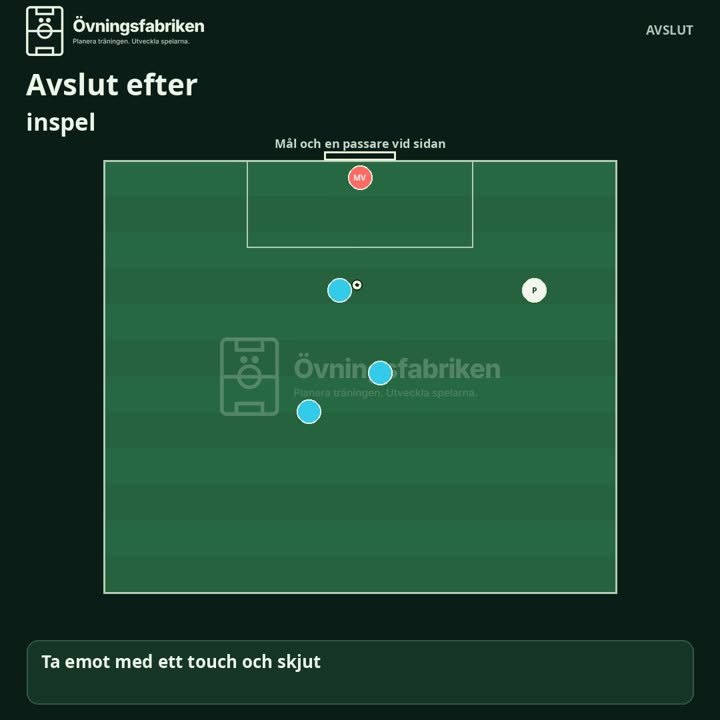 Övningsfabriken
Planera träningen. Utveckla spelarna.
AVSLUT
Avslut efter
inspel
Mål och en passare vid sidan
MV
P
Övningsfabriken
Planera träningen. Utveckla spelarna.
Ta emot med ett touch och skjut